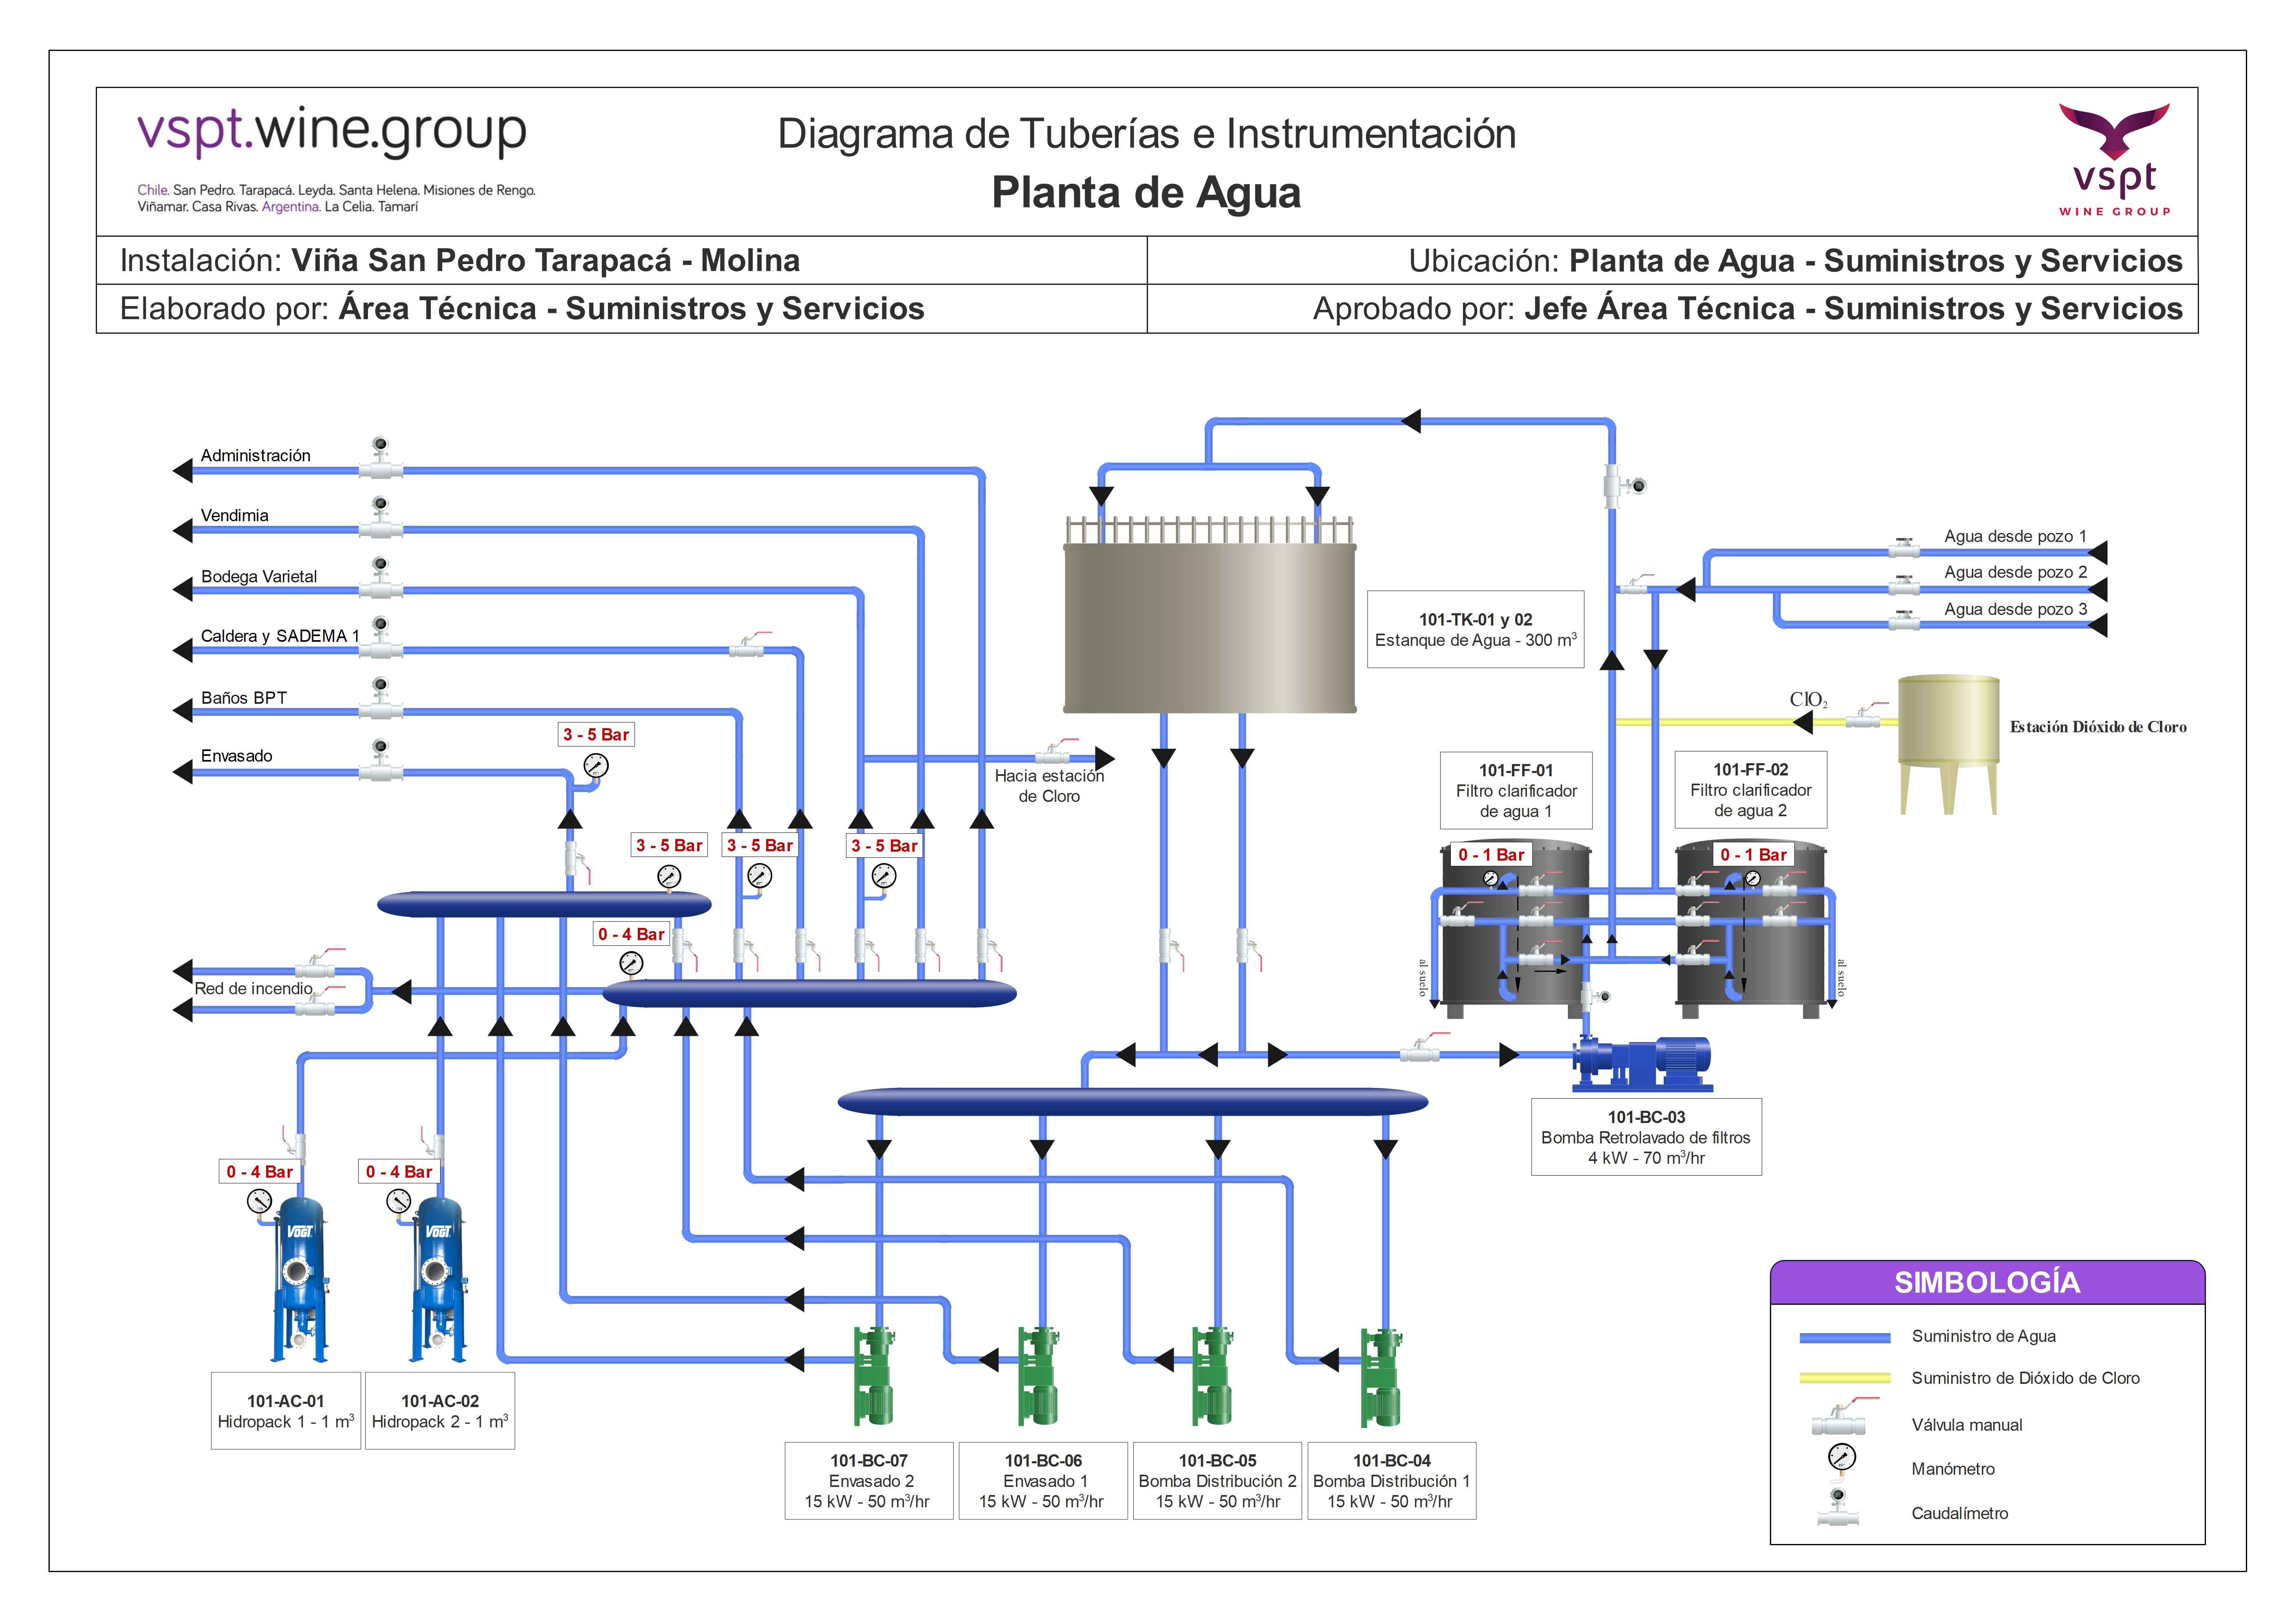 vspt.wine.group
Chile. San Pedro. Tarapacá. Leyda. Santa Helena. Misiones de Rengo.
Viñamar. Casa Rivas. Argentina. La Celia. Tamarí
Diagrama de Tuberías e Instrumentación
Planta de Agua
vspt
WINE GROUP
Instalación: Viña San Pedro Tarapacá - Molina
Ubicación: Planta de Agua - Suministros y Servicios
Elaborado por: Área Técnica - Suministros y Servicios
Aprobado por: Jefe Área Técnica - Suministros y Servicios
Administración
Vendimia
Bodega Varietal
Caldera y SADEMA 1
Baños BPT
Envasado
3 - 5 Bar
3 - 5 Bar
3 - 5 Bar
3 - 5 Bar
0 - 4 Bar
Red de incendio
Hacia estación
de Cloro
101-TK-01 y 02
Estanque de Agua - 300 m³
Agua desde pozo 1
Agua desde pozo 2
Agua desde pozo 3
ClO₂
Estación Dióxido de Cloro
101-FF-01
Filtro clarificador
de agua 1
101-FF-02
Filtro clarificador
de agua 2
0 - 1 Bar
0 - 1 Bar
al suelo
al suelo
101-BC-03
Bomba Retrolavado de filtros
4 kW - 70 m³/hr
0 - 4 Bar
0 - 4 Bar
VOGT
VOGT
101-AC-01
Hidropack 1 - 1 m³
101-AC-02
Hidropack 2 - 1 m³
101-BC-07
Envasado 2
15 kW - 50 m³/hr
101-BC-06
Envasado 1
15 kW - 50 m³/hr
101-BC-05
Bomba Distribución 2
15 kW - 50 m³/hr
101-BC-04
Bomba Distribución 1
15 kW - 50 m³/hr
SIMBOLOGÍA
Suministro de Agua
Suministro de Dióxido de Cloro
Válvula manual
Manómetro
Caudalímetro